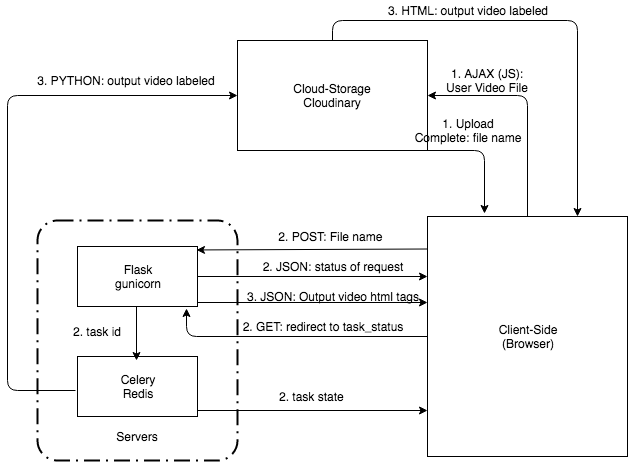 3. HTML: output video labeled
3. PYTHON: output video labeled
Cloud-Storage
Cloudinary
1. AJAX (JS):
User Video File
1. Upload
Complete: file name
2. POST: File name
Flask
gunicorn
2. JSON: status of request
3. JSON: Output video html tags
2. GET: redirect to task_status
Client-Side
(Browser)
2. task id
Celery
Redis
2. task state
Servers